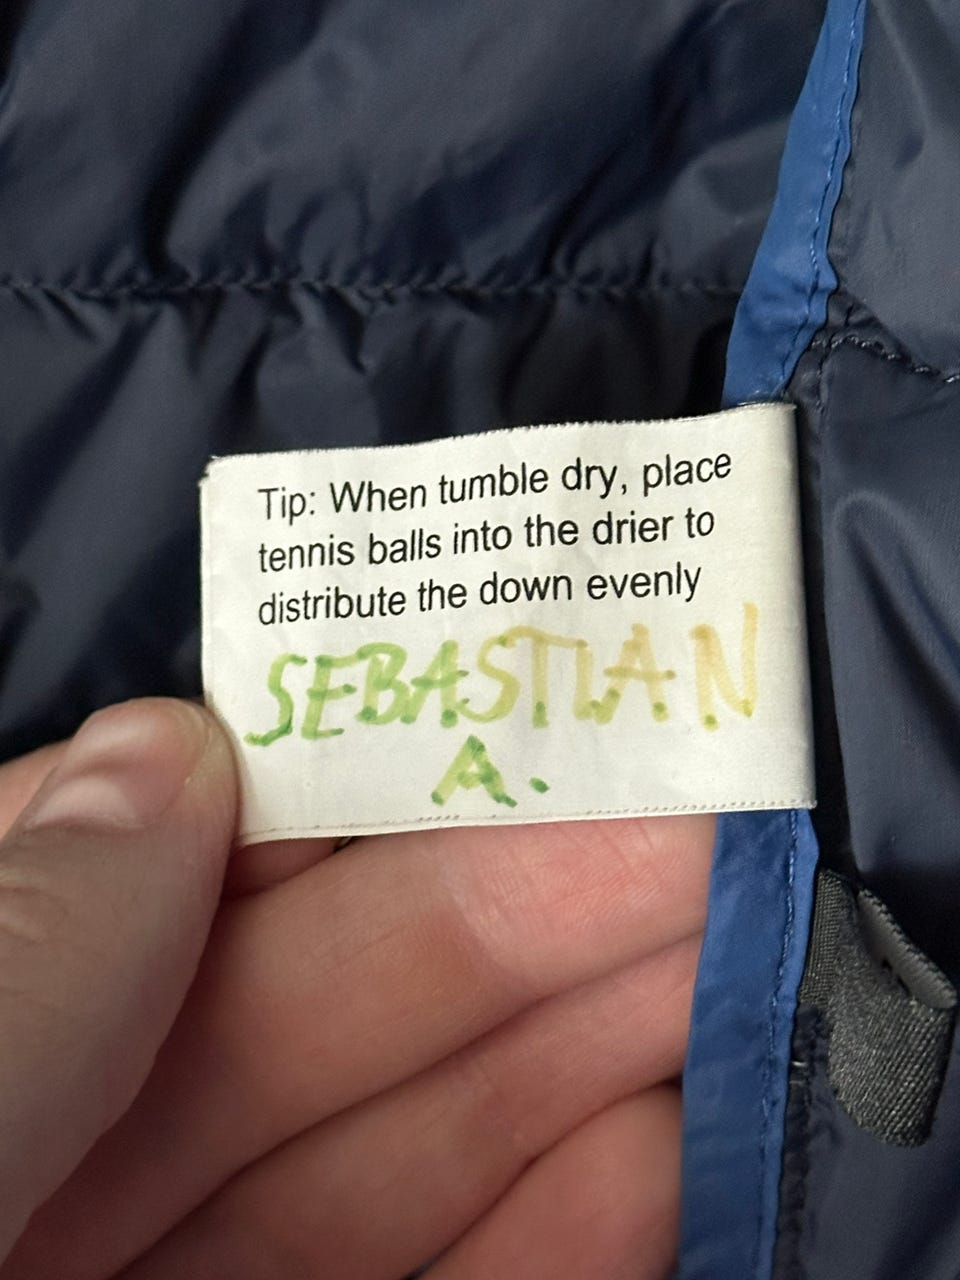 Tip: When tumble dry, place
tennis balls into the drier to
distribute the down evenly
SEBASTIAN
A.